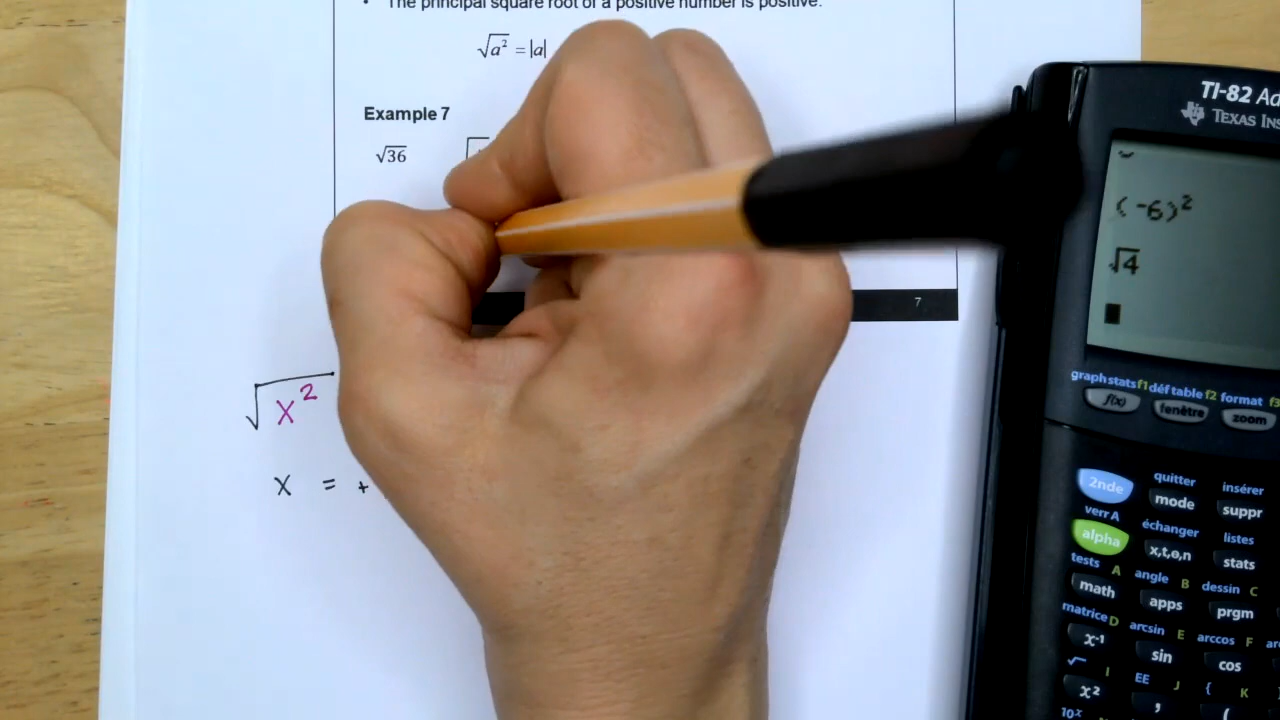 • The principal square root of a positive number is positive.
√a² = |a|
Example 7
√36
7
√x²
x = +
TI-82 Ad
TEXAS INS
(-6)²
√4
graph stats f1 déf table f2 format f3
f(x) fenêtre zoom
quitter insérer
2nde mode suppr
verr A échanger listes
alpha x,t,θ,n stats
tests A angle B dessin C
math apps prgm
matrice D arcsin E arccos F
x⁻¹ sin cos
√ I EE J { K
x² , (
10ˣ